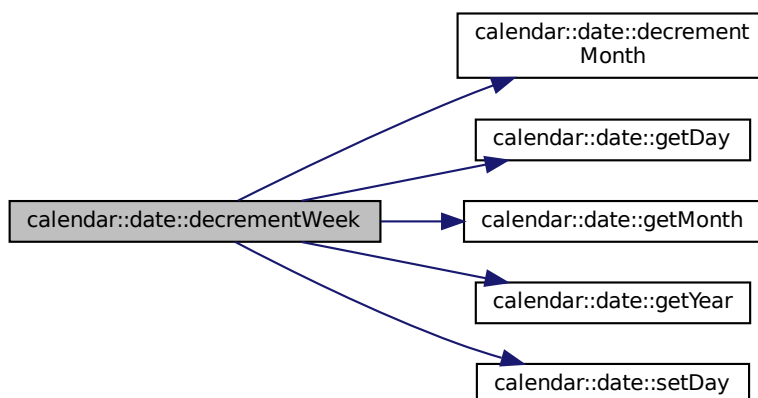 calendar::date::decrement
Month
calendar::date::getDay
calendar::date::decrementWeek
calendar::date::getMonth
calendar::date::getYear
calendar::date::setDay